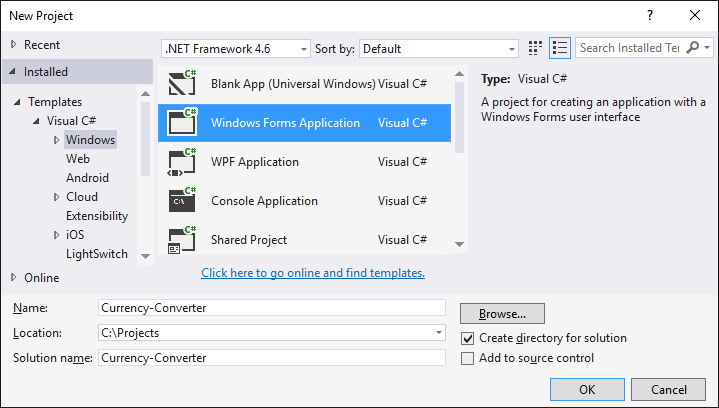 New Project
? ×
Recent
.NET Framework 4.6 Sort by: Default Search Installed Te
Installed
Templates
Visual C#
Windows
Web
Android
Cloud
Extensibility
iOS
LightSwitch
Online
C# Blank App (Universal Windows) Visual C#
C# Windows Forms Application Visual C#
C# WPF Application Visual C#
C# C:\ Console Application Visual C#
C# Shared Project Visual C#
Click here to go online and find templates.
Type: Visual C#
A project for creating an application with a
Windows Forms user interface
Name: Currency-Converter
Location: C:\Projects Browse...
Solution name: Currency-Converter
Create directory for solution
Add to source control
OK Cancel